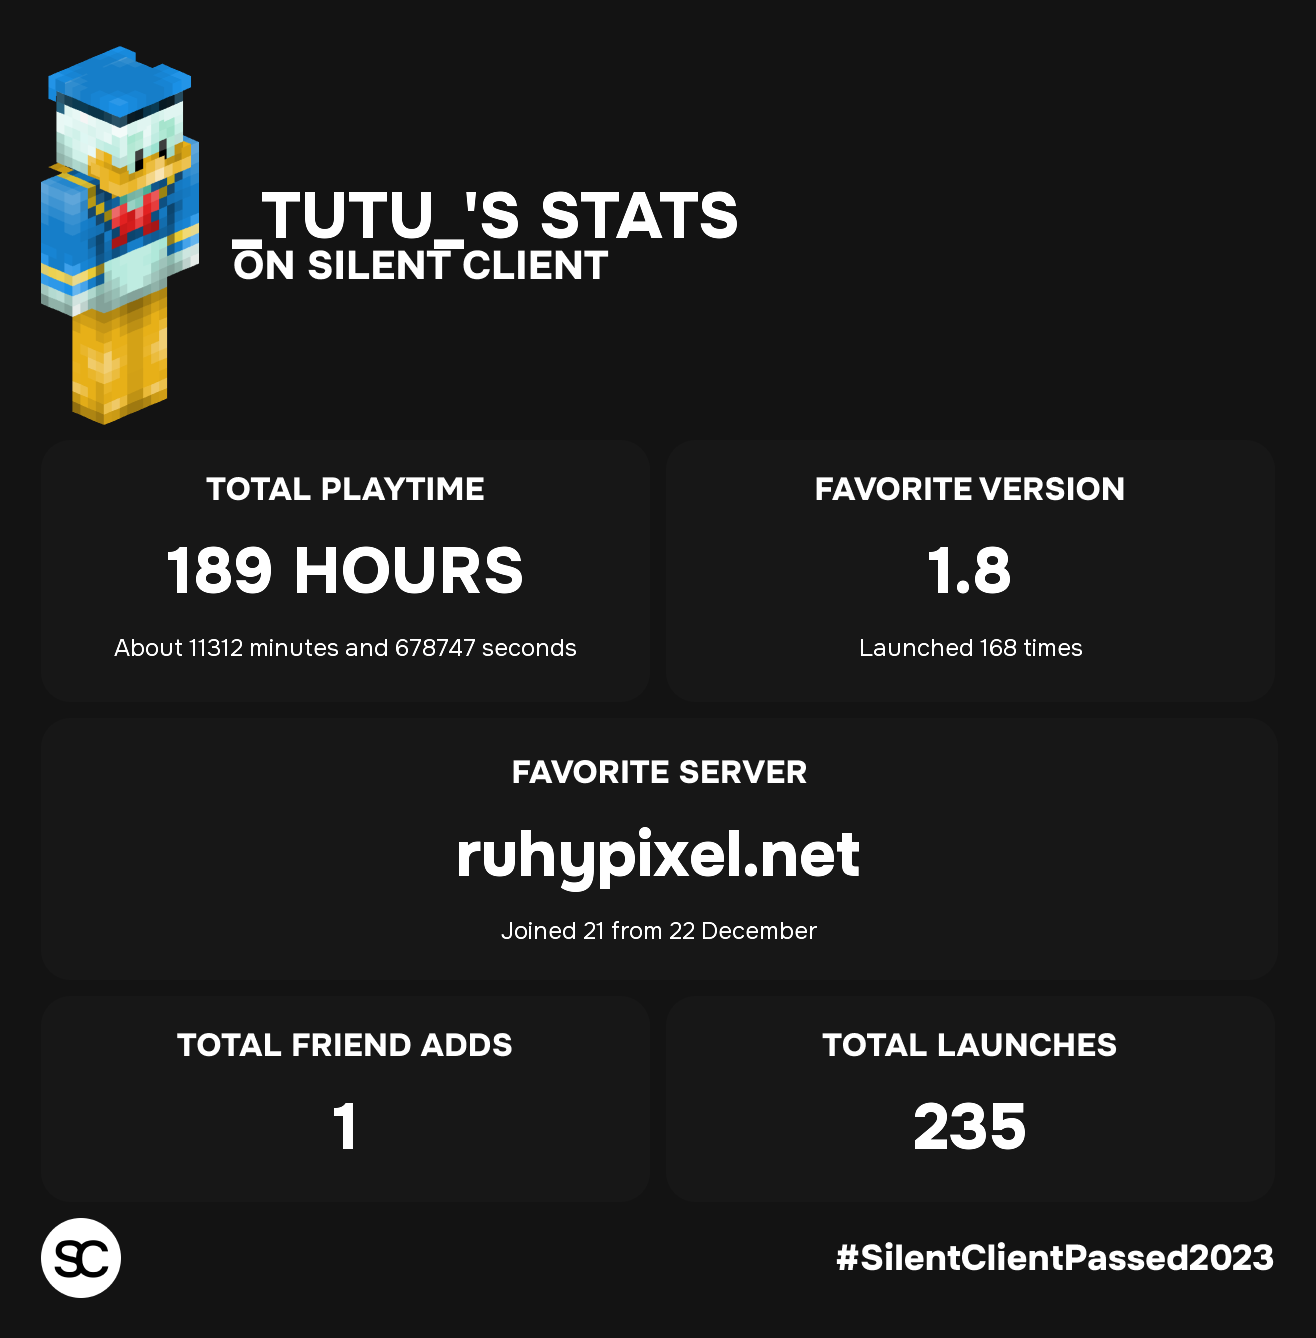 _TUTU_'S STATS
ON SILENT CLIENT
TOTAL PLAYTIME
189 HOURS
About 11312 minutes and 678747 seconds
FAVORITE VERSION
1.8
Launched 168 times
FAVORITE SERVER
ruhypixel.net
Joined 21 from 22 December
TOTAL FRIEND ADDS
1
TOTAL LAUNCHES
235
SC
#SilentClientPassed2023